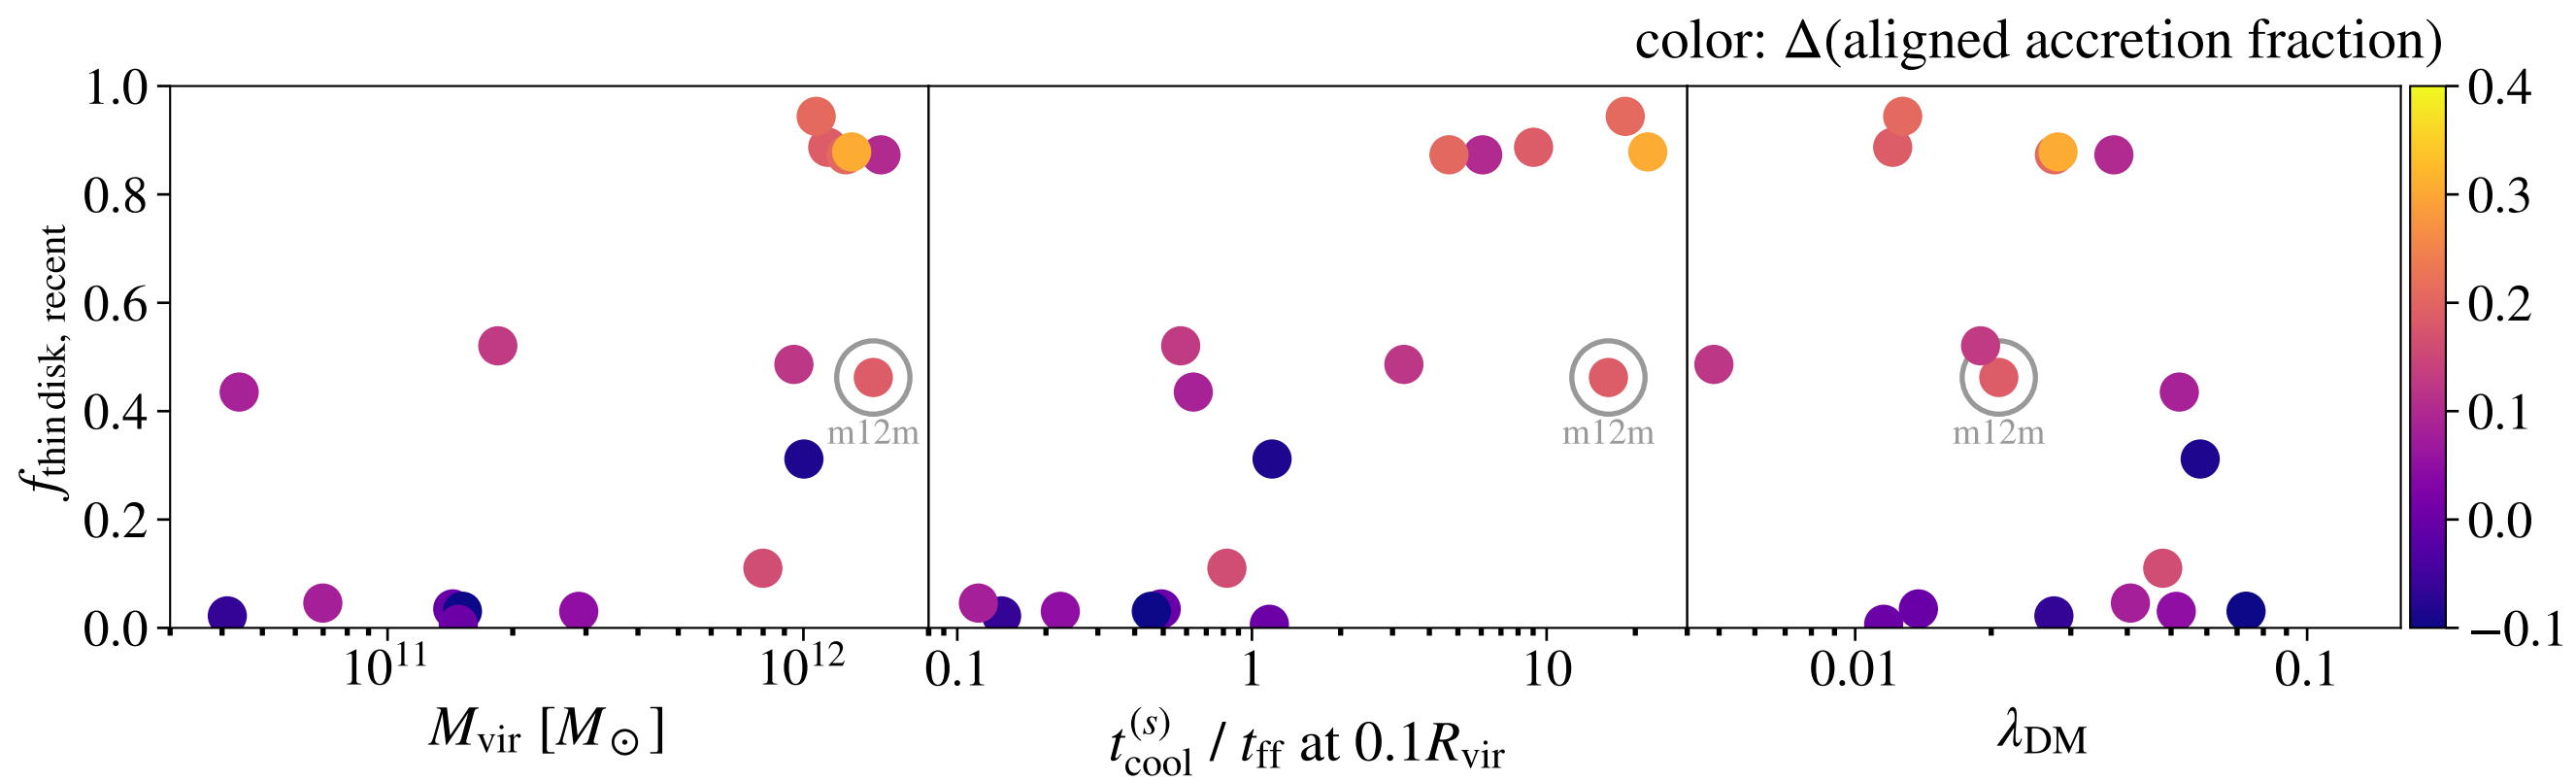 color: Δ(aligned accretion fraction)
f_thin disk, recent
1.0
0.8
0.6
0.4
0.2
0.0
m12m
m12m
m12m
0.4
0.3
0.2
0.1
0.0
−0.1
10^11
10^12
0.1
1
10
0.01
0.1
M_vir [M_⊙]
t_cool^(s) / t_ff at 0.1R_vir
λ_DM